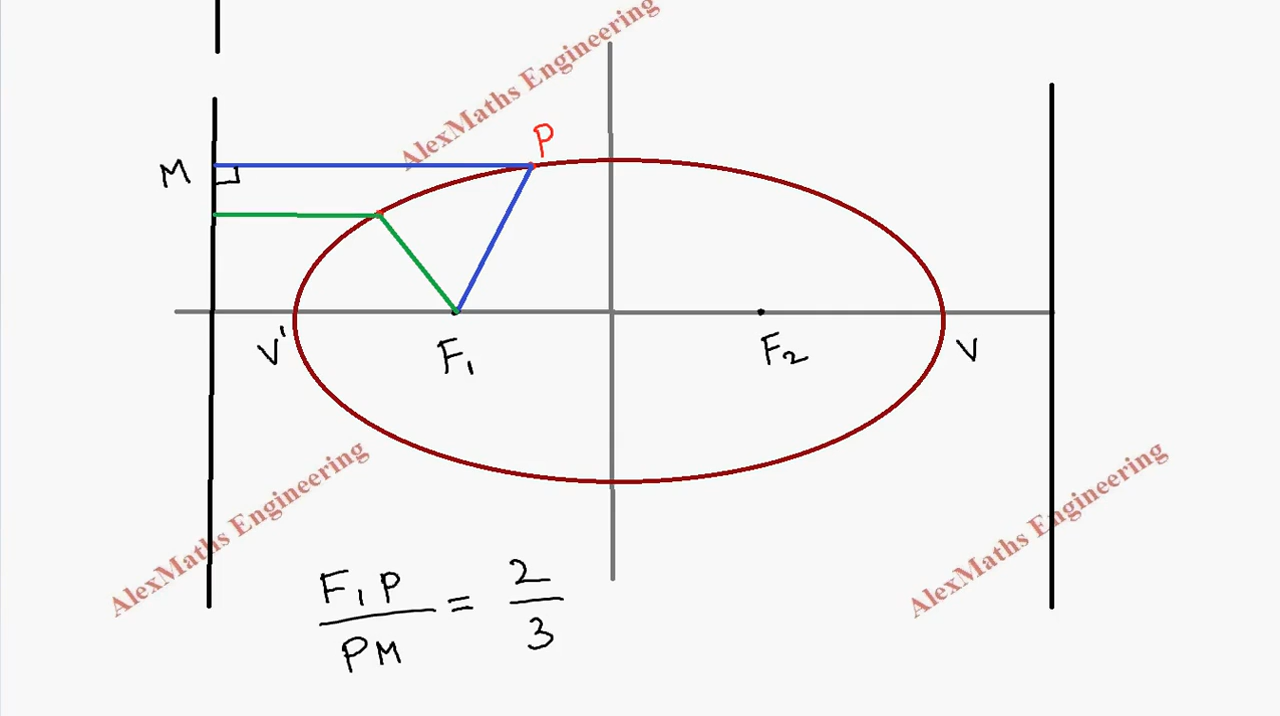 AlexMaths Engineering
P
M
V' F₁ F₂ V
AlexMaths Engineering
AlexMaths Engineering
F₁P / PM = 2 / 3